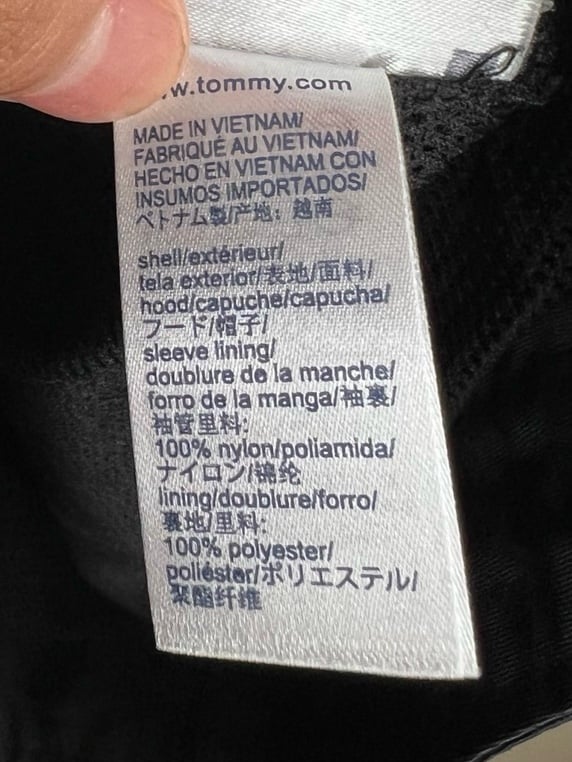 w.tommy.com
MADE IN VIETNAM/
FABRIQUÉ AU VIETNAM/
HECHO EN VIETNAM CON
INSUMOS IMPORTADOS/
ベトナム製/产地: 越南
shell/extérieur/
tela exterior/表地/面料/
hood/capuche/capucha/
フード/帽子/
sleeve lining/
doublure de la manche/
forro de la manga/袖裏/
袖管里料:
100% nylon/poliamida/
ナイロン/锦纶
lining/doublure/forro/
裏地/里料:
100% polyester/
poliéster/ポリエステル/
聚酯纤维